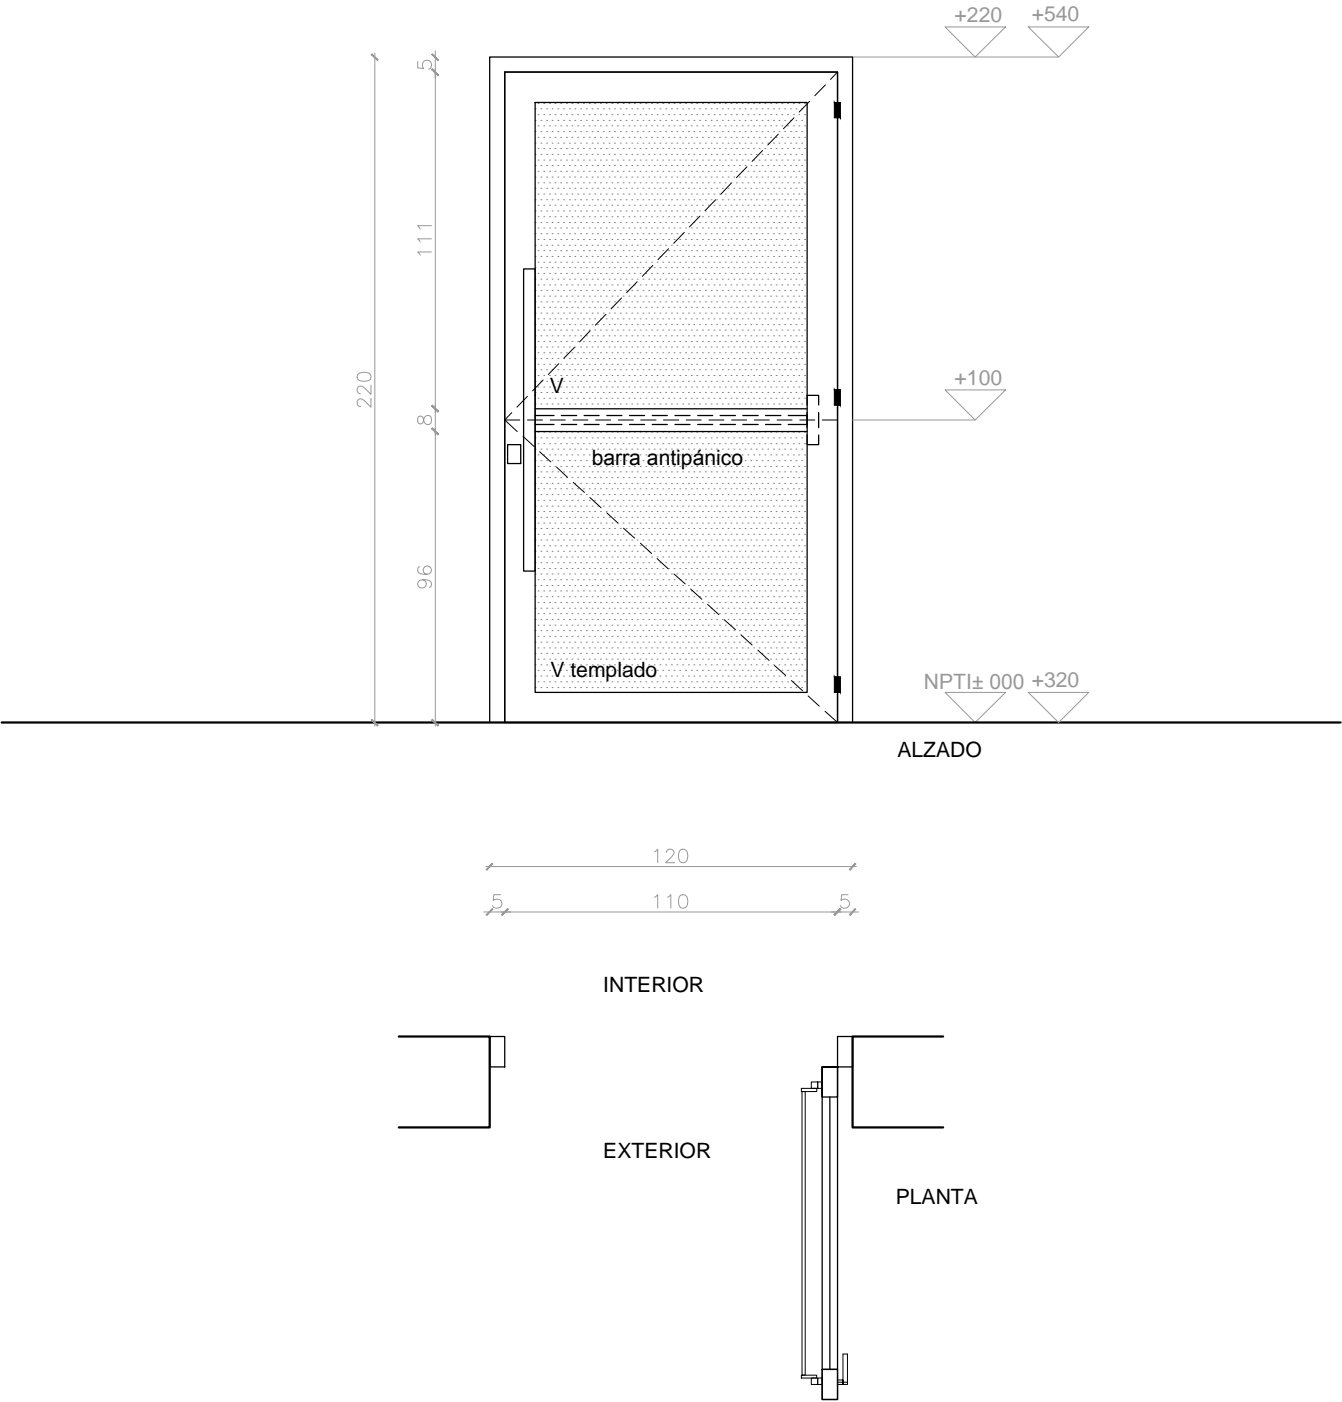 +220 +540
5
111
220
+100
8
V
barra antipánico
96
V templado
NPTI± 000 +320
ALZADO
120
5 110 5
INTERIOR
EXTERIOR
PLANTA